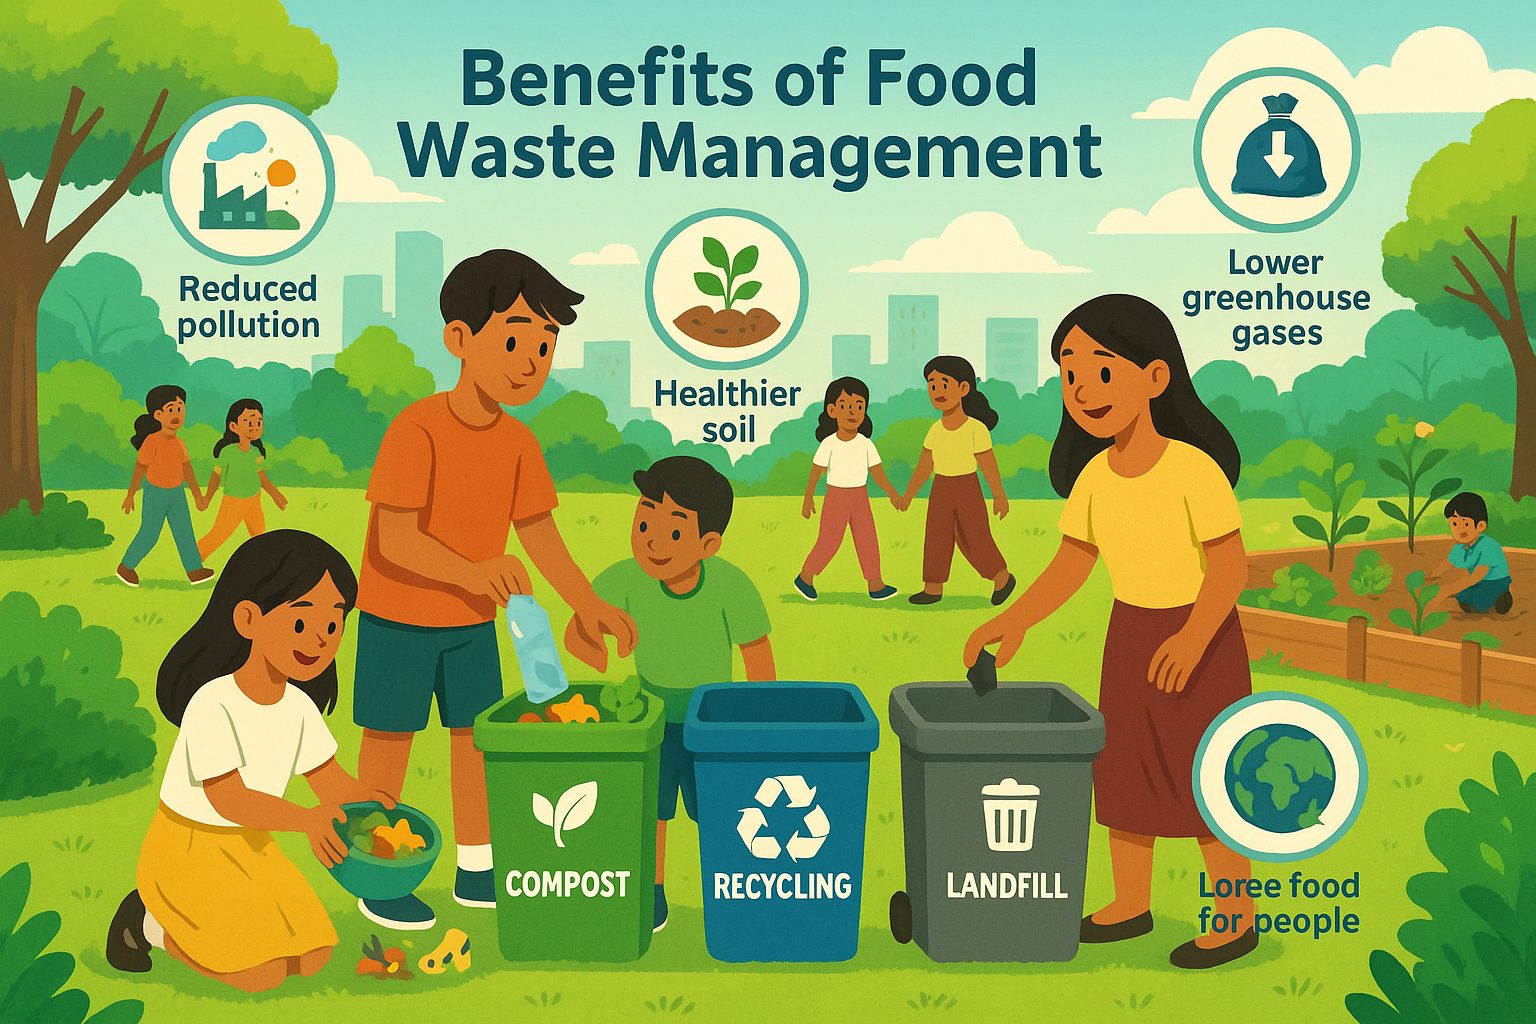 Benefits of Food
Waste Management
Reduced
pollution
Healthier
soil
Lower
greenhouse
gases
COMPOST
RECYCLING
LANDFILL
Loree food
for people